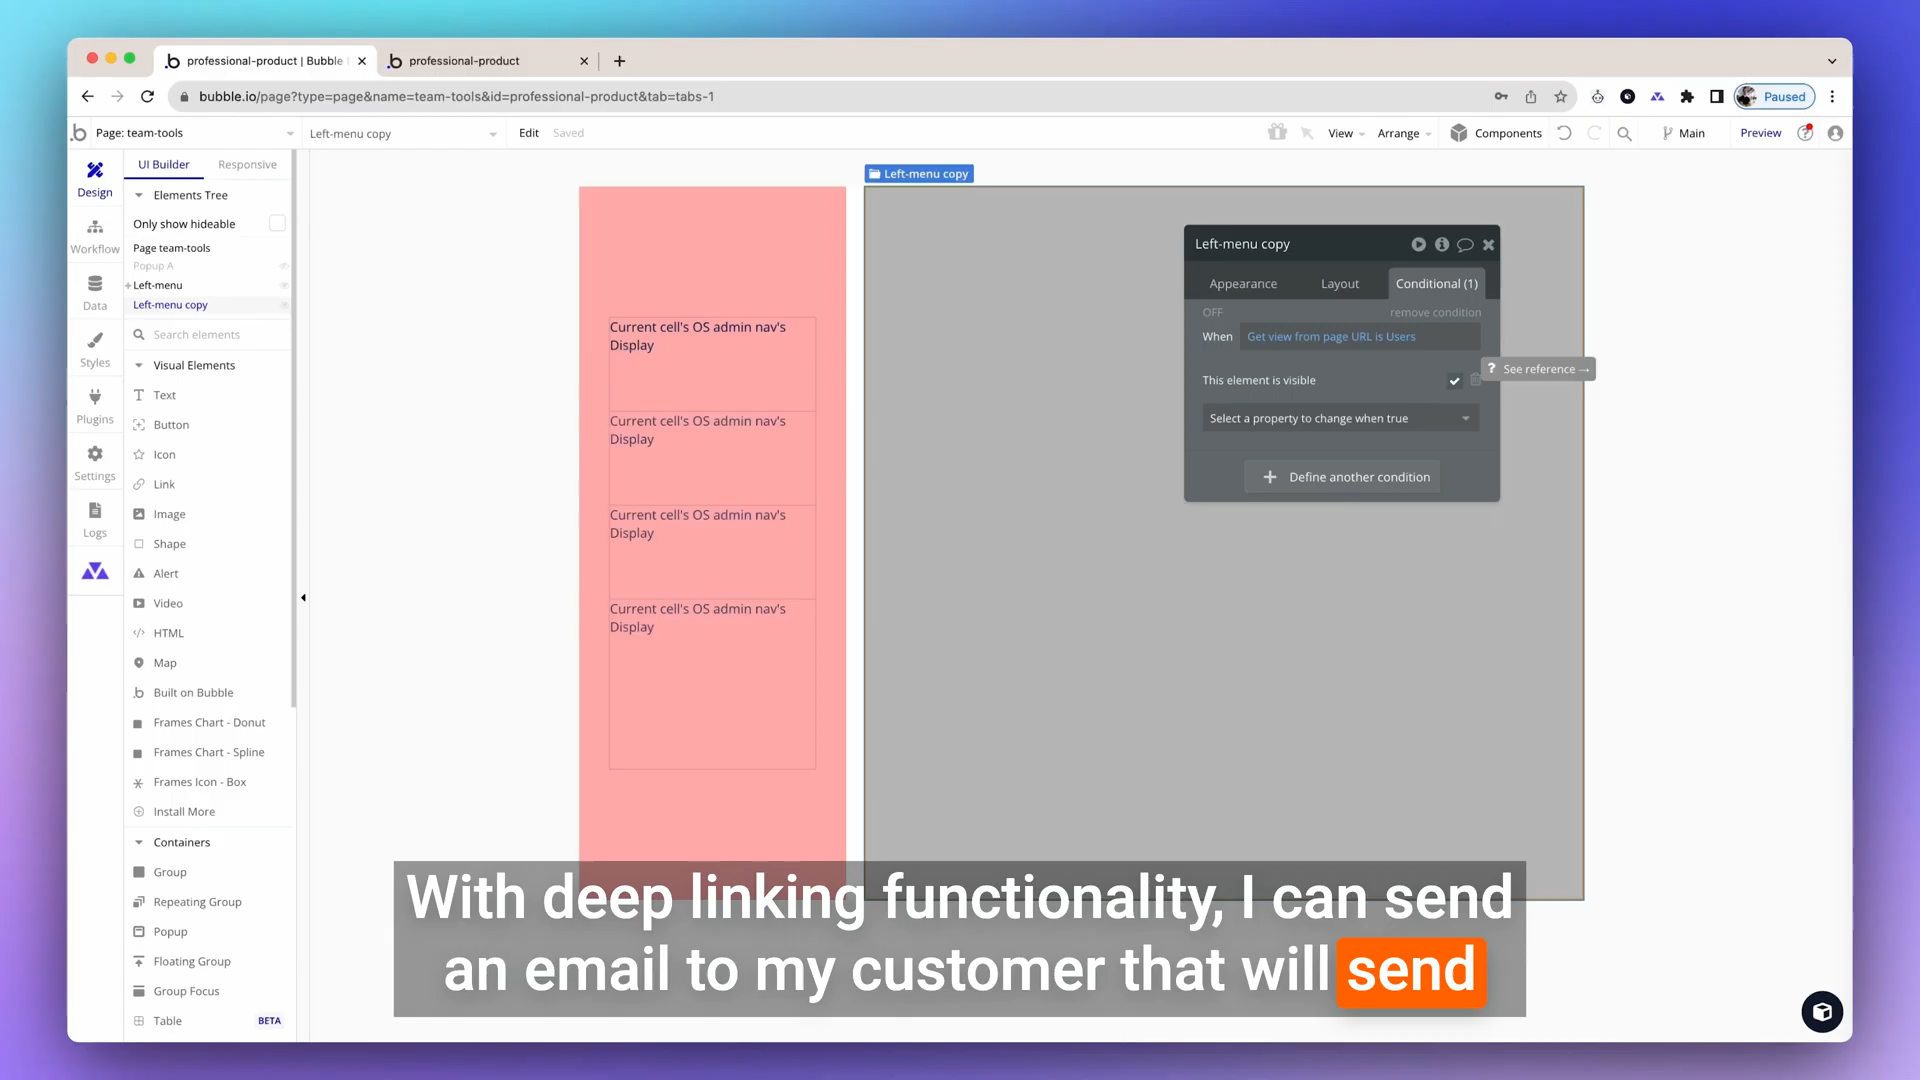 professional-product | Bubble
professional-product
bubble.io/page?type=page&name=team-tools&id=professional-product&tab=tabs-1
Paused
Page: team-tools
Left-menu copy
Edit
Saved
View
Arrange
Components
Main
Preview
Design
Workflow
Data
Styles
Plugins
Settings
Logs
UI Builder
Responsive
Elements Tree
Only show hideable
Page team-tools
Popup A
Left-menu
Left-menu copy
Search elements
Visual Elements
Text
Button
Icon
Link
Image
Shape
Alert
Video
HTML
Map
Built on Bubble
Frames Chart - Donut
Frames Chart - Spline
Frames Icon - Box
Install More
Containers
Group
Repeating Group
Popup
Floating Group
Group Focus
Table BETA
Current cell's OS admin nav's
Display
Current cell's OS admin nav's
Display
Current cell's OS admin nav's
Display
Current cell's OS admin nav's
Display
Left-menu copy
Left-menu copy
Appearance
Layout
Conditional (1)
OFF
remove condition
When
Get view from page URL is Users
? See reference →
This element is visible
Select a property to change when true
Define another condition
With deep linking functionality, I can send
an email to my customer that will send